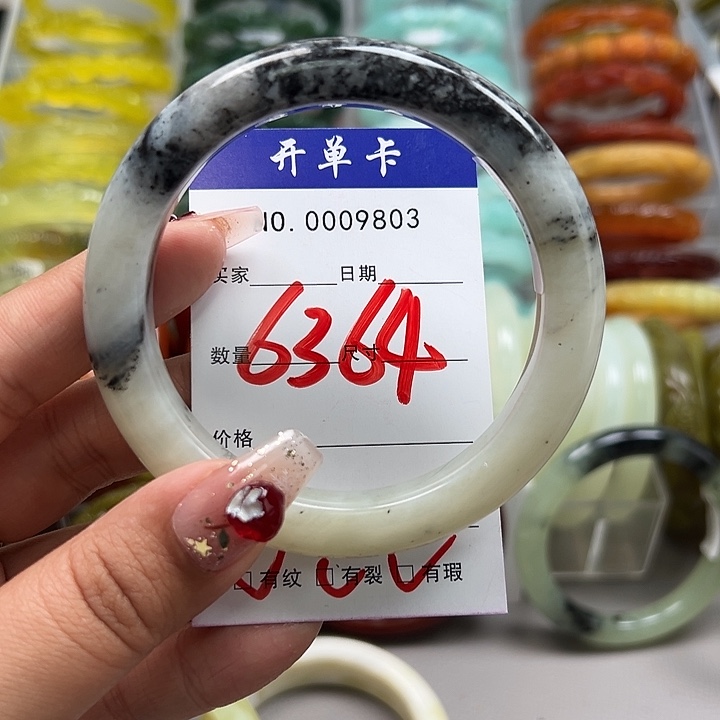 开单卡
NO. 0009803
买家 日期
6364
数量 尺寸
价格
□有纹 □有裂 □有瑕